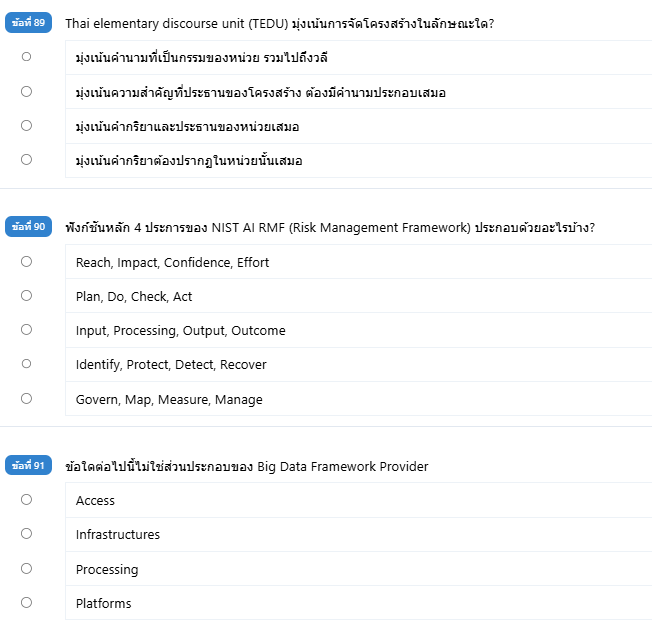 ข้อที่ 89 Thai elementary discourse unit (TEDU) มุ่งเน้นการจัดโครงสร้างในลักษณะใด?
มุ่งเน้นคำนามที่เป็นกรรมของหน่วย รวมไปถึงวลี
มุ่งเน้นความสำคัญที่ประธานของโครงสร้าง ต้องมีคำนามประกอบเสมอ
มุ่งเน้นคำกริยาและประธานของหน่วยเสมอ
มุ่งเน้นคำกริยาต้องปรากฏในหน่วยนั้นเสมอ
ข้อที่ 90 ฟังก์ชันหลัก 4 ประการของ NIST AI RMF (Risk Management Framework) ประกอบด้วยอะไรบ้าง?
Reach, Impact, Confidence, Effort
Plan, Do, Check, Act
Input, Processing, Output, Outcome
Identify, Protect, Detect, Recover
Govern, Map, Measure, Manage
ข้อที่ 91 ข้อใดต่อไปนี้ไม่ใช่ส่วนประกอบของ Big Data Framework Provider
Access
Infrastructures
Processing
Platforms